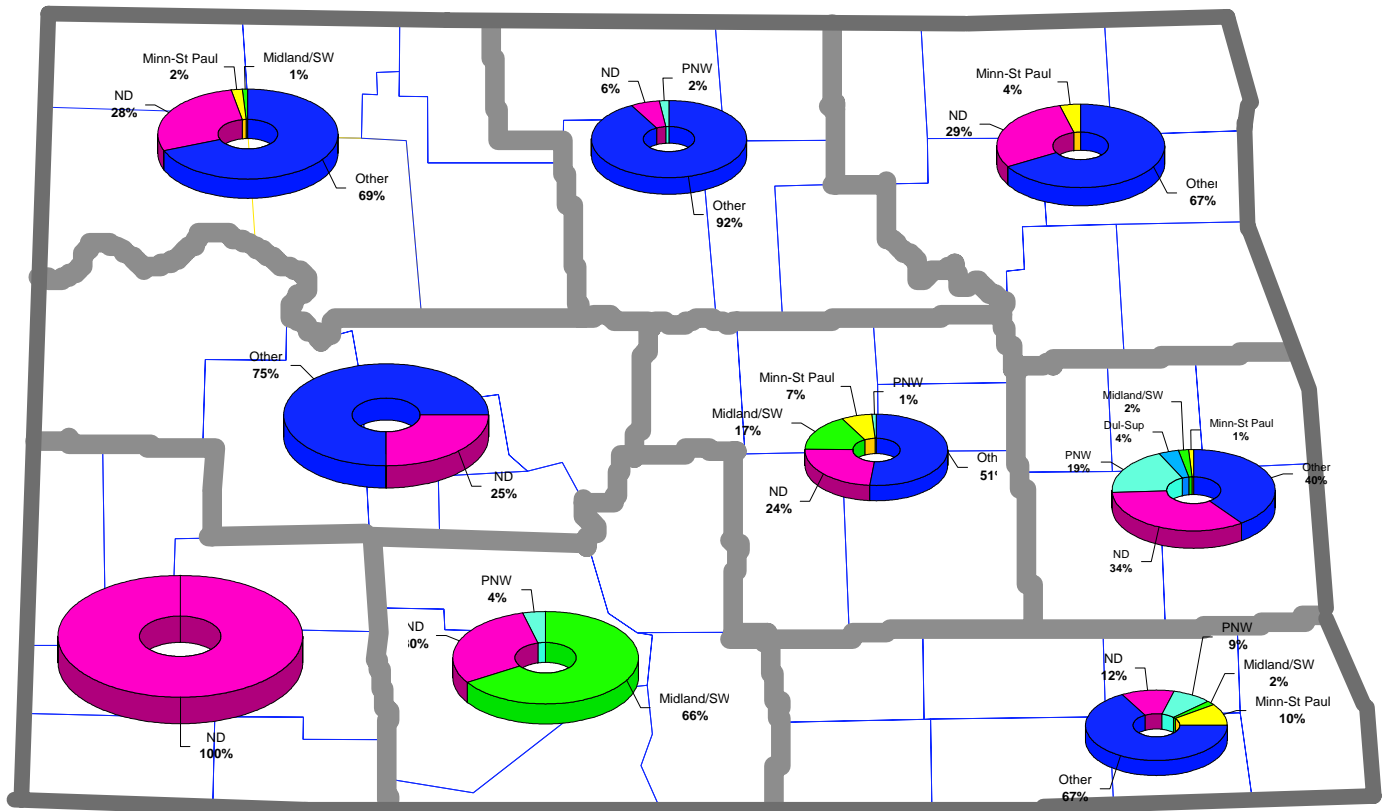 Minn-St Paul
2%
Midland/SW
1%
ND
28%
Other
69%
ND
6%
PNW
2%
Other
92%
Minn-St Paul
4%
ND
29%
Other
67%
Other
75%
ND
25%
Minn-St Paul
7%
PNW
1%
Midland/SW
17%
Oth
51%
ND
24%
Midland/SW
2%
Dul-Sup
4%
Minn-St Paul
1%
PNW
19%
Other
40%
ND
34%
ND
100%
PNW
4%
ND
30%
Midland/SW
66%
PNW
9%
ND
12%
Midland/SW
2%
Minn-St Paul
10%
Other
67%